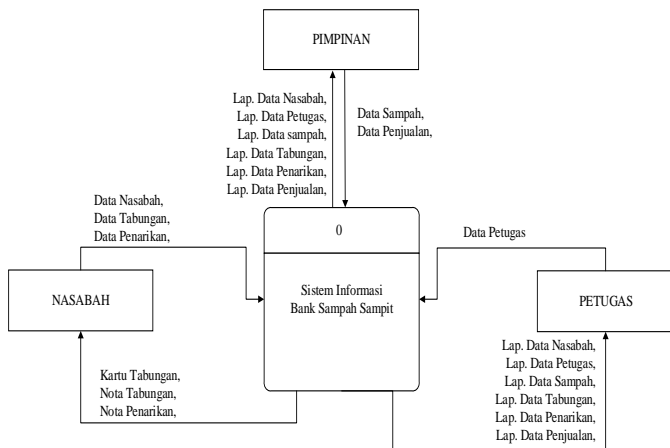 PIMPINAN
Lap. Data Nasabah,
Lap. Data Petugas,
Lap. Data sampah,
Lap. Data Tabungan,
Lap. Data Penarikan,
Lap. Data Penjualan,
Data Sampah,
Data Penjualan,
Data Nasabah,
Data Tabungan,
Data Penarikan,
0
Sistem Informasi
Bank Sampah Sampit
Data Petugas
NASABAH
PETUGAS
Kartu Tabungan,
Nota Tabungan,
Nota Penarikan,
Lap. Data Nasabah,
Lap. Data Petugas,
Lap. Data Sampah,
Lap. Data Tabungan,
Lap. Data Penarikan,
Lap. Data Penjualan,